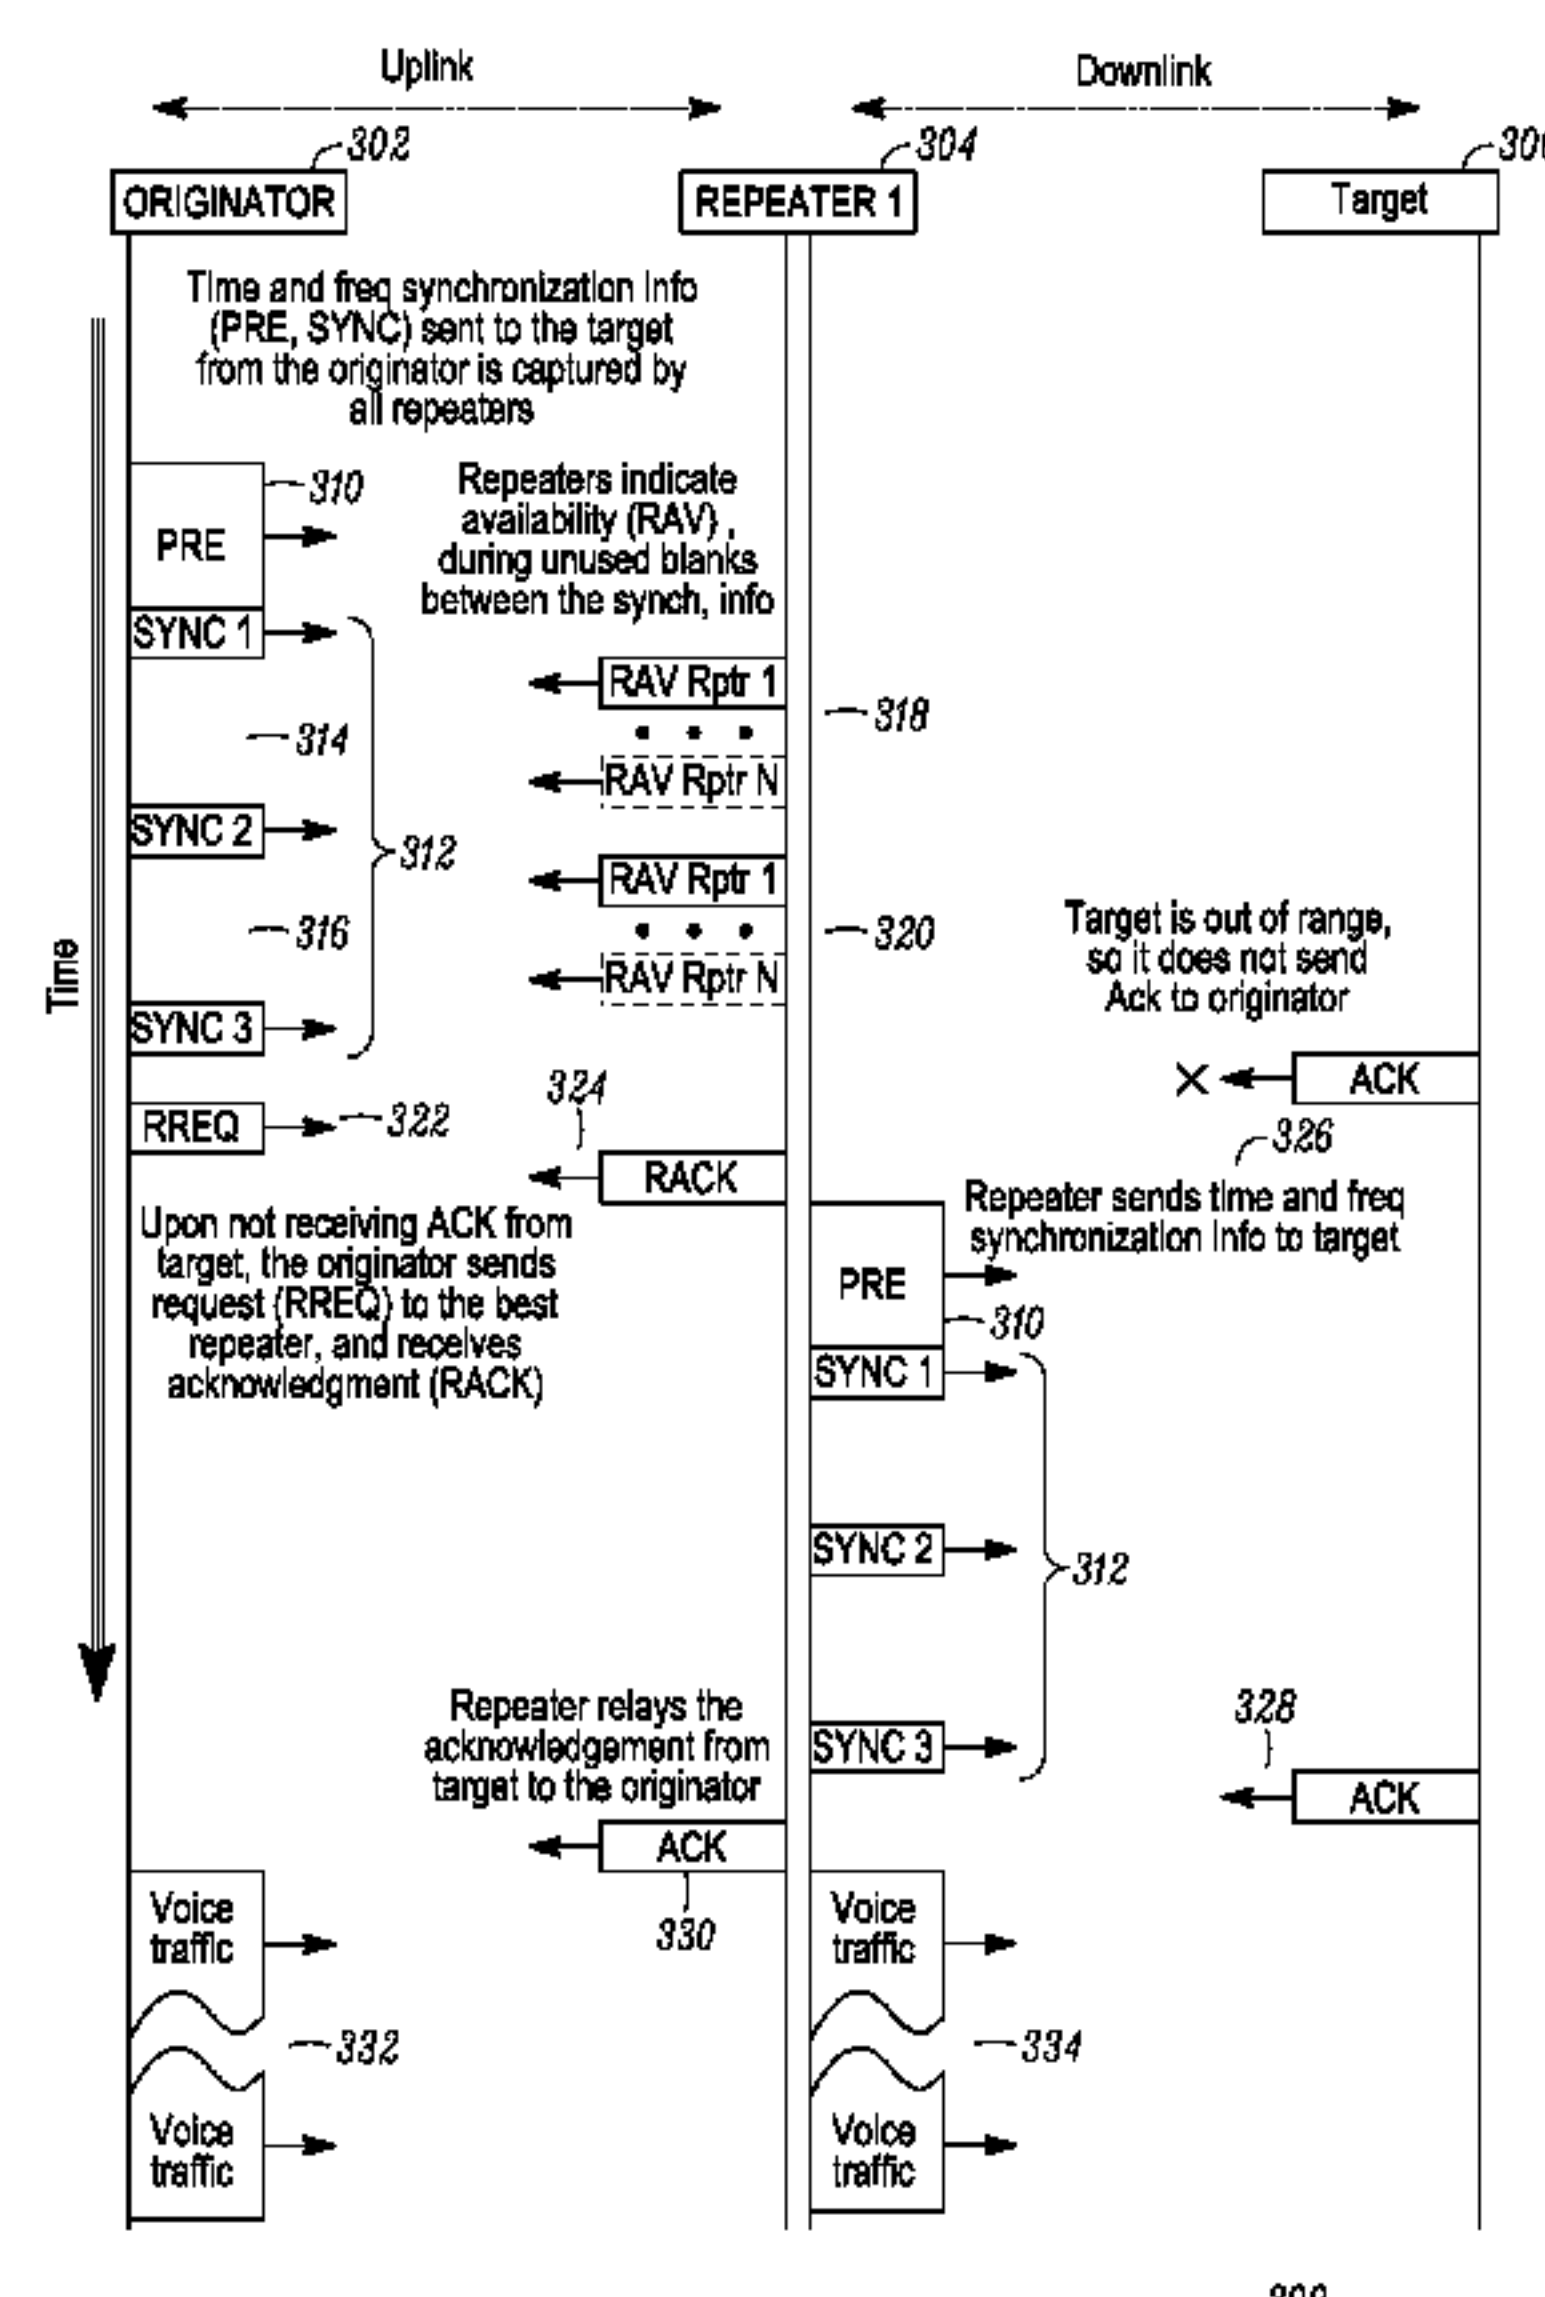 Uplink
Downlink
302
304
ORIGINATOR
REPEATER 1
Target
Time and freq synchronization Info
(PRE, SYNC) sent to the target
from the originator is captured by
all repeaters
310
PRE
Repeaters indicate
availability (RAV) ,
during unused blanks
between the synch, info
SYNC 1
RAV Rptr 1
318
314
• • •
RAV Rptr N
SYNC 2
312
RAV Rptr 1
316
• • •
320
RAV Rptr N
Target is out of range,
so it does not send
Ack to originator
Time
SYNC 3
ACK
324
RREQ
322
326
RACK
Upon not receiving ACK from
target, the originator sends
request (RREQ) to the best
repeater, and receives
acknowledgment (RACK)
Repeater sends time and freq
synchronization Info to target
PRE
310
SYNC 1
SYNC 2
312
Repeater relays the
acknowledgement from
target to the originator
SYNC 3
328
ACK
ACK
330
Voice
traffic
Voice
traffic
332
334
Voice
traffic
Voice
traffic